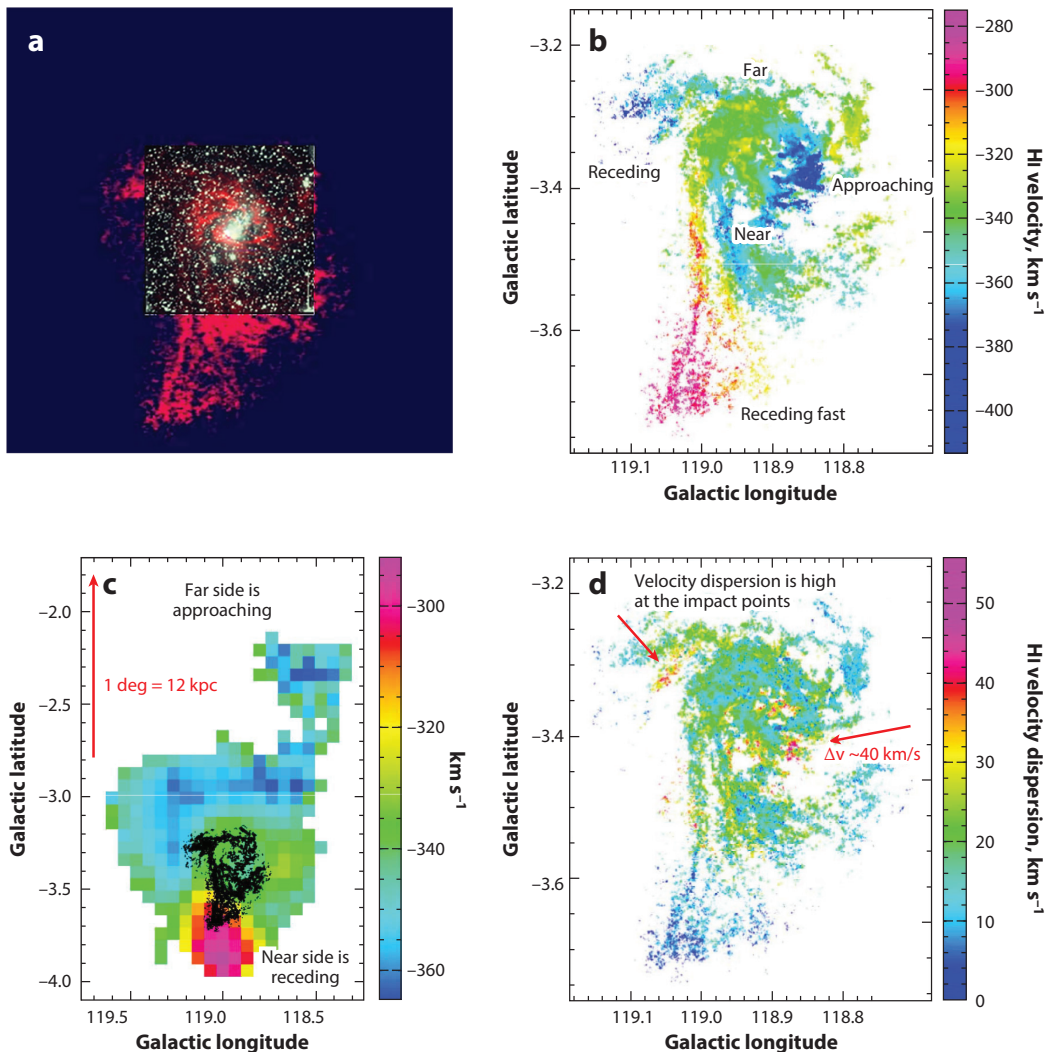 a
b
Far
Receding
Approaching
Near
Receding fast
−3.2
−3.4
−3.6
Galactic latitude
119.1 119.0 118.9 118.8
Galactic longitude
−280
−300
−320
−340
−360
−380
−400
HI velocity, km s⁻¹
c
Far side is
approaching
1 deg = 12 kpc
Near side is
receding
−2.0
−2.5
−3.0
−3.5
−4.0
Galactic latitude
119.5 119.0 118.5
Galactic longitude
−300
−320
−340
−360
km s⁻¹
d
Velocity dispersion is high
at the impact points
Δv ~40 km/s
−3.2
−3.4
−3.6
Galactic latitude
119.1 119.0 118.9 118.8
Galactic longitude
50
40
30
20
10
0
HI velocity dispersion, km s⁻¹